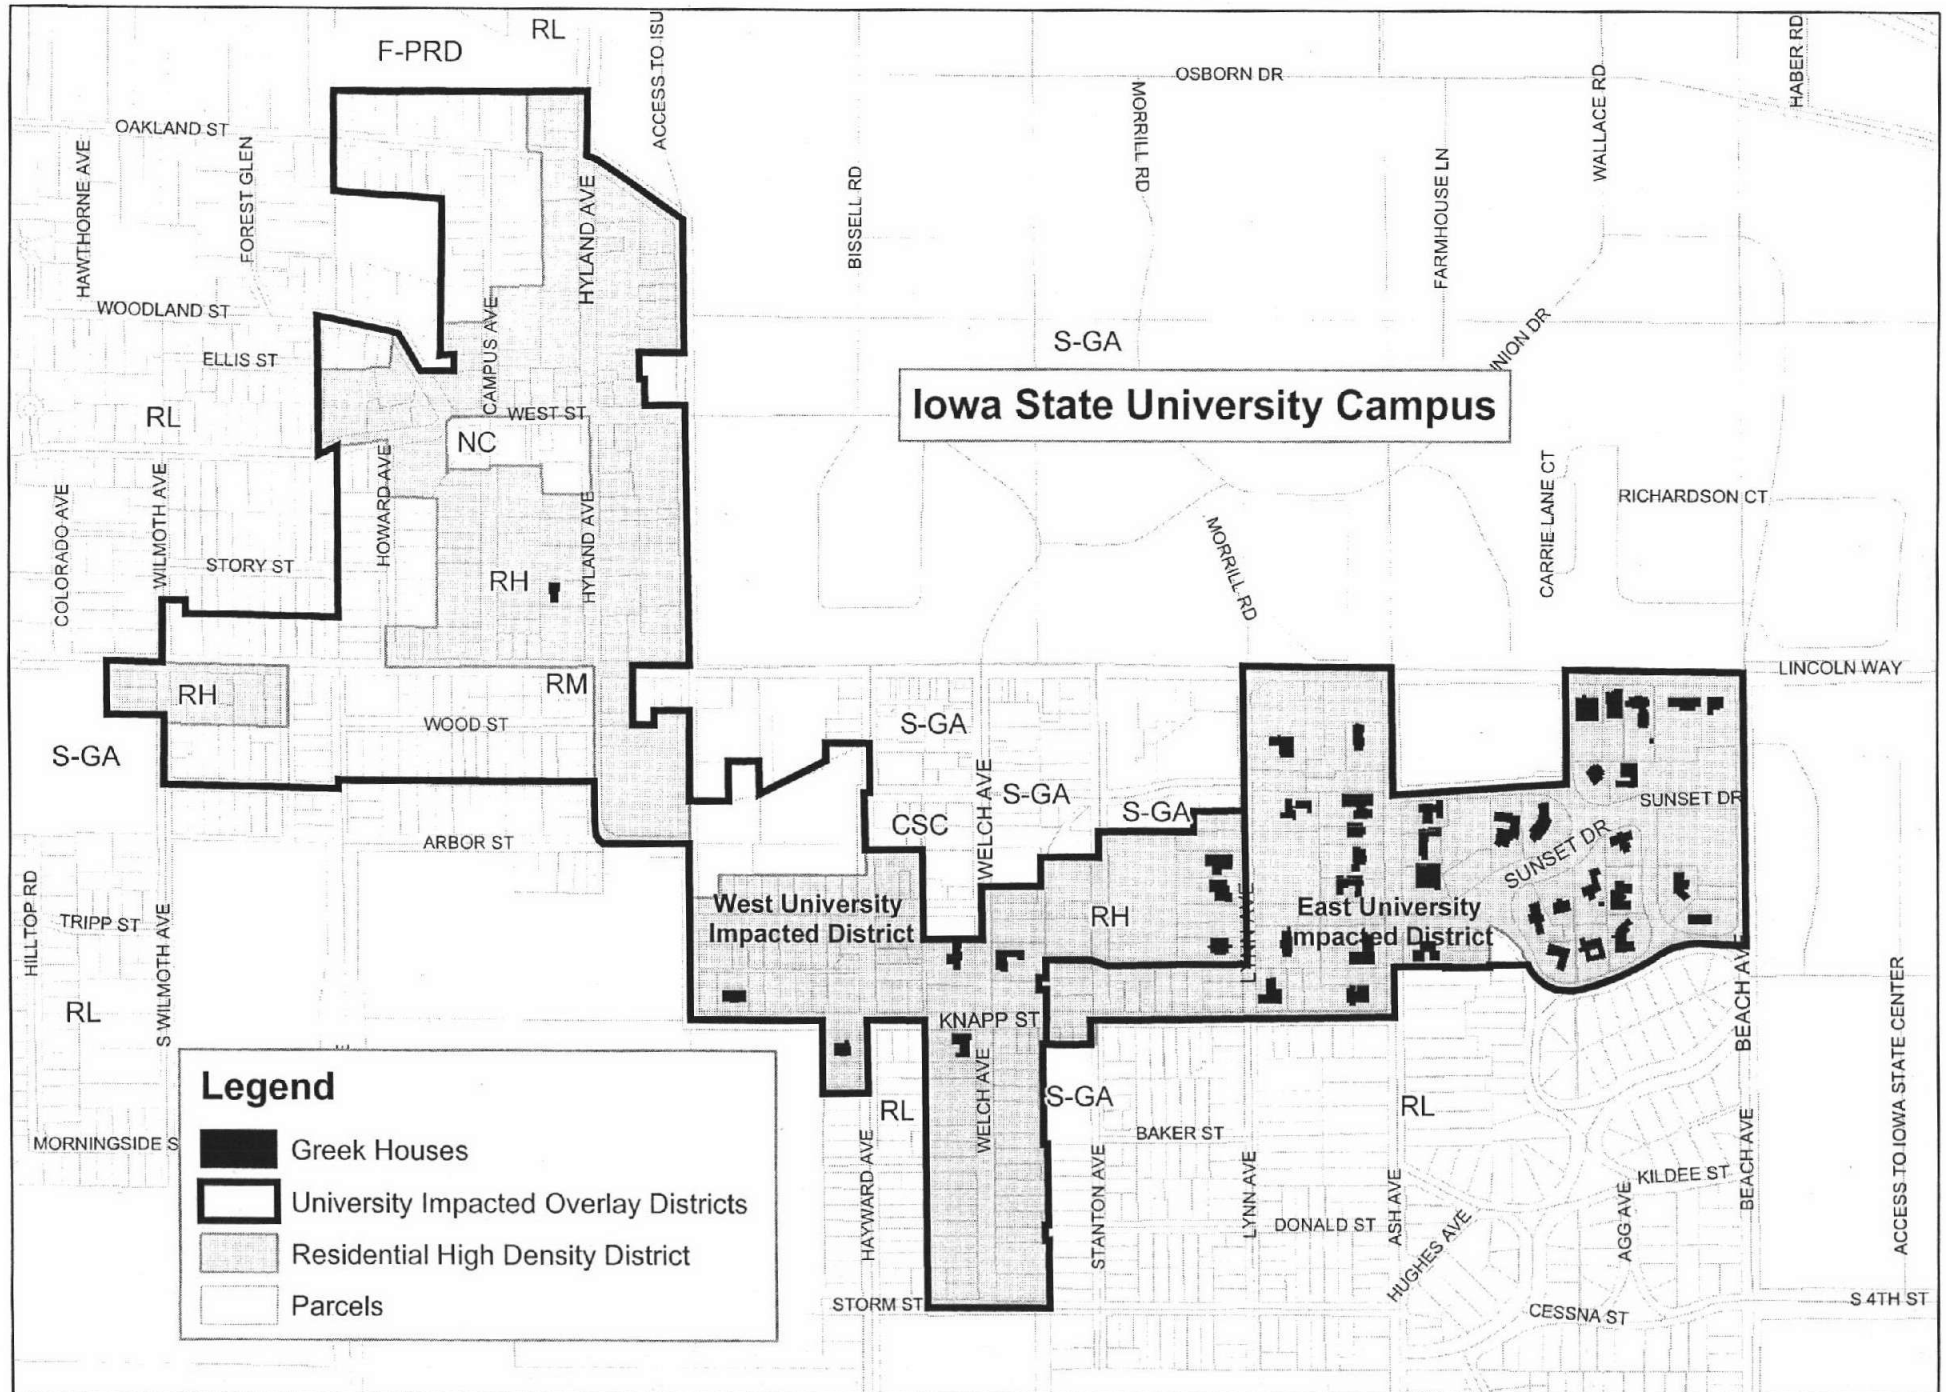 RL
F-PRD
ACCESS TO ISU
OSBORN DR
HABER RD
MORRILL RD
WALLACE RD
OAKLAND ST
HAWTHORNE AVE
FOREST GLEN
HYLAND AVE
BISSELL RD
FARMHOUSE LN
WOODLAND ST
ELLIS ST
CAMPUS AVE
S-GA
Iowa State University Campus
RL
WEST ST
NC
HOWARD AVE
HYLAND AVE
COLORADO AVE
WILMOTH AVE
STORY ST
RH
MORRILL RD
CARRIE LANE CT
RICHARDSON CT
LINCOLN WAY
RH
RM
WOOD ST
S-GA
S-GA
S-GA
S-GA
CSC
WELCH AVE
ARBOR ST
SUNSET DR
SUNSET DR
West University
Impacted District
RH
LYNN AVE
East University
Impacted District
HILLTOP RD
TRIPP ST
S WILMOTH AVE
RL
KNAPP ST
WELCH AVE
BEACH AVE
ACCESS TO IOWA STATE CENTER
RL
S-GA
RL
BAKER ST
MORNINGSIDE S
HAYWARD AVE
STANTON AVE
LYNN AVE
DONALD ST
ASH AVE
HUGHES AVE
AGG AVE
KILDEE ST
BEACH AVE
STORM ST
CESSNA ST
S 4TH ST
Legend
Greek Houses
University Impacted Overlay Districts
Residential High Density District
Parcels